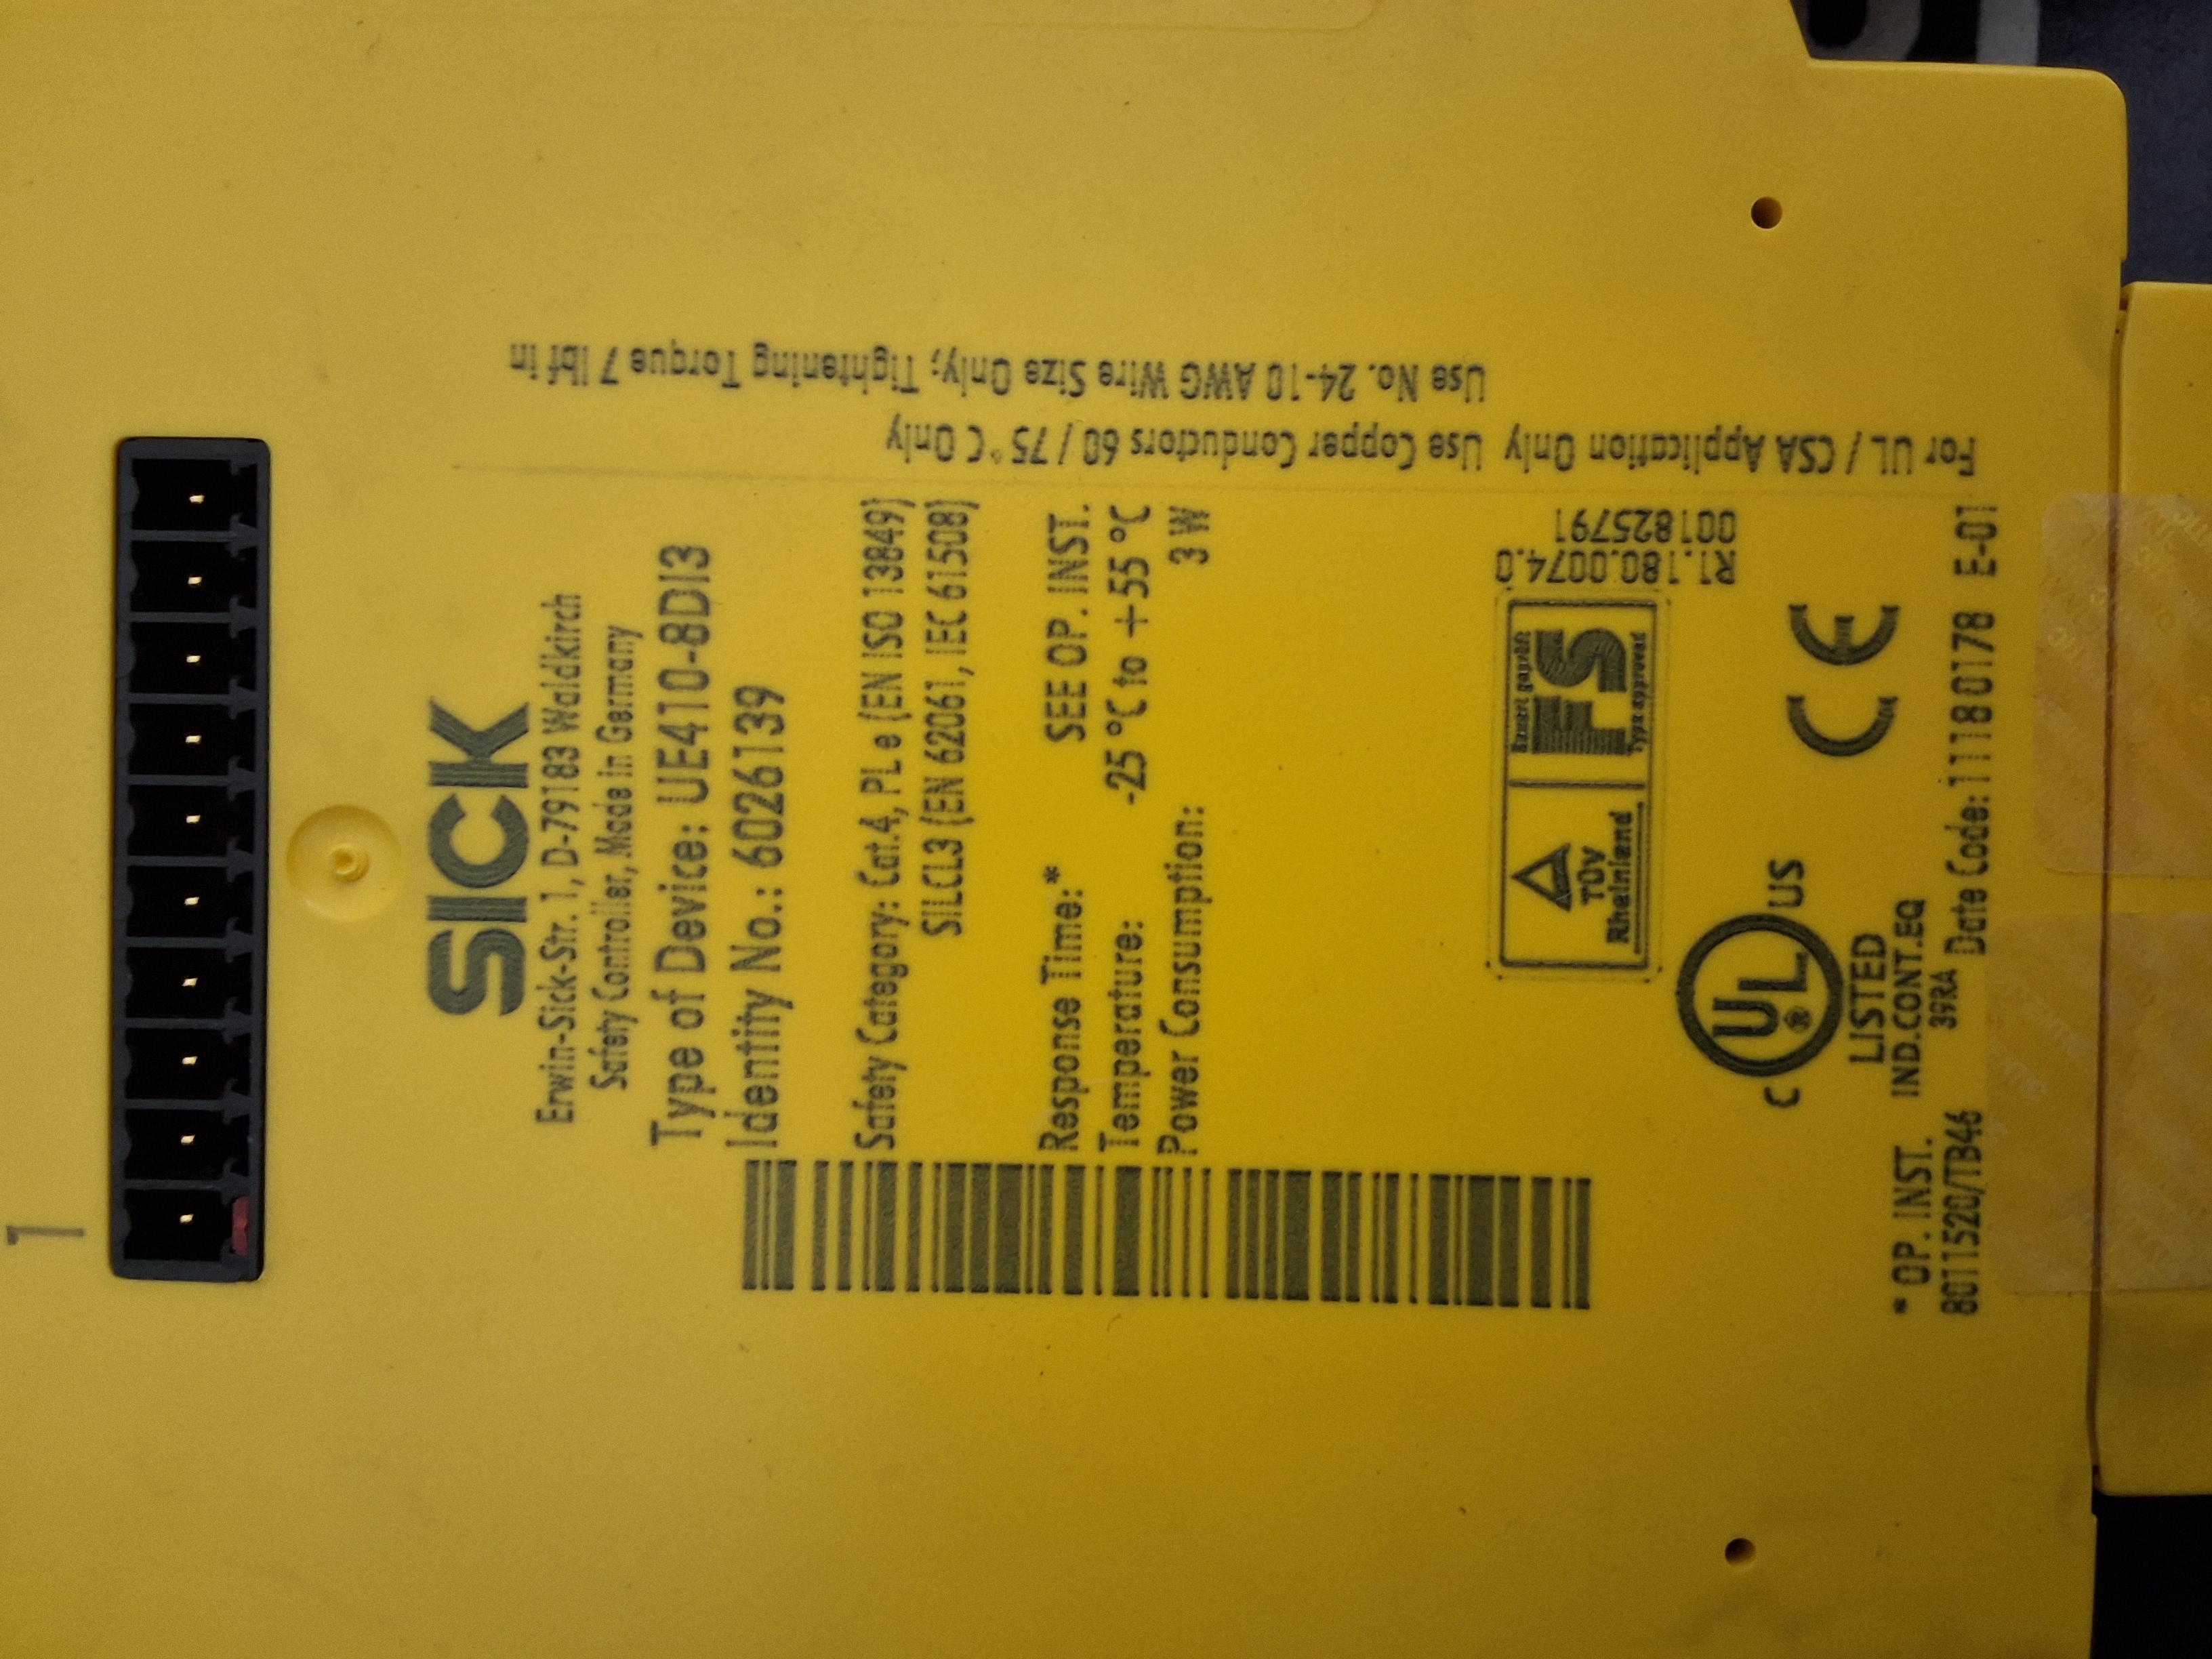 1
SICK
Erwin-Sick-Str. 1, D-79183 Waldkirch
Safety Controller, Made in Germany
Type of Device: UE410-8DI3
Identity No.: 6026139
Safety Category: Cat.4, PL e (EN ISO 13849)
SILCL3 (EN 62061, IEC 61508)
Response Time:* SEE OP. INST.
Temperature: -25 °C to +55 °C
Power Consumption: 3 W
TÜV
Rheinland
Bauart geprüft
FS
Type approved
R1.180.0074.0
001825791
C UL ® US
LISTED
IND.CONT.EQ
39RA
CE
* OP. INST.
8011520/TB46
Date Code: 11180178 E-01
For UL / CSA Application Only Use Copper Conductors 60 / 75°C Only
Use No. 24-10 AWG Wire Size Only; Tightening Torque 7 lbf in